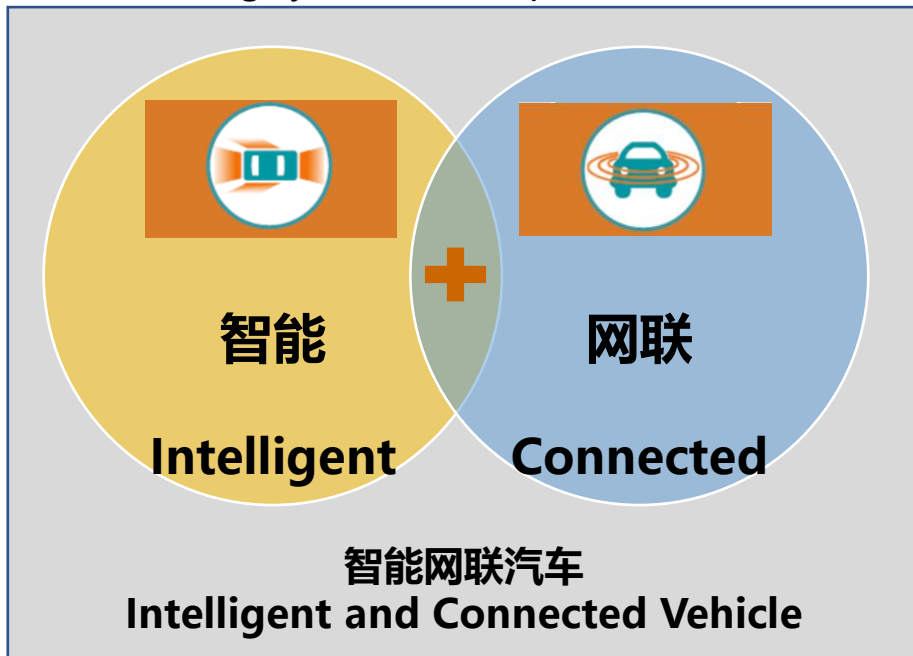 智能
网联
Intelligent
Connected
智能网联汽车
Intelligent and Connected Vehicle